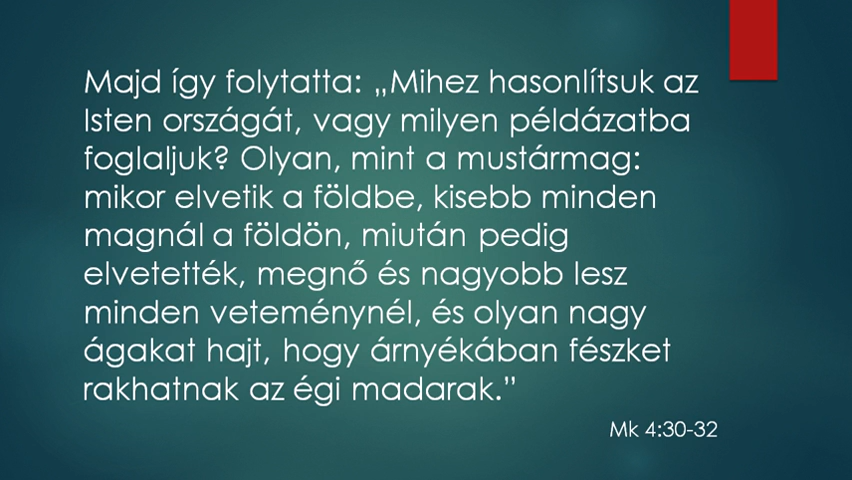 Majd így folytatta: „Mihez hasonlítsuk az
Isten országát, vagy milyen példázatba
foglaljuk? Olyan, mint a mustármag:
mikor elvetik a földbe, kisebb minden
magnál a földön, miután pedig
elvetették, megnő és nagyobb lesz
minden veteménynél, és olyan nagy
ágakat hajt, hogy árnyékában fészket
rakhatnak az égi madarak.”
Mk 4:30-32